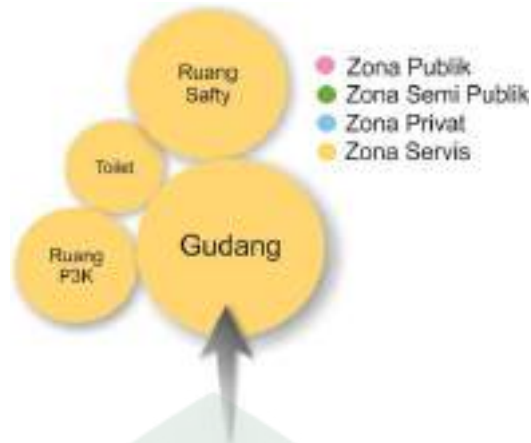 Ruang
Safty
Toilet
Ruang
P3K
Gudang
Zona Publik
Zona Semi Publik
Zona Privat
Zona Servis